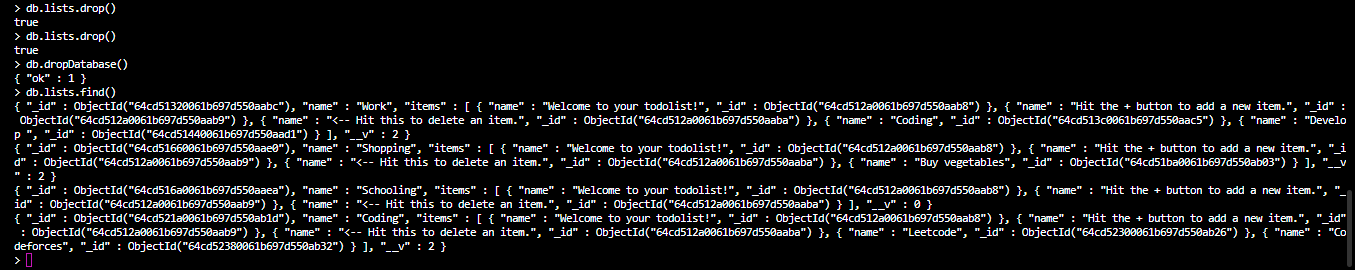 > db.lists.drop()
true
> db.lists.drop()
true
> db.dropDatabase()
{ "ok" : 1 }
> db.lists.find()
{ "_id" : ObjectId("64cd51320061b697d550aabc"), "name" : "Work", "items" : [ { "name" : "Welcome to your todolist!", "_id" : ObjectId("64cd512a0061b697d550aab8") }, { "name" : "Hit the + button to add a new item.", "_id" :
 ObjectId("64cd512a0061b697d550aab9") }, { "name" : "<-- Hit this to delete an item.", "_id" : ObjectId("64cd512a0061b697d550aaba") }, { "name" : "Coding", "_id" : ObjectId("64cd513c0061b697d550aac5") }, { "name" : "Develo
p ", "_id" : ObjectId("64cd51440061b697d550aad1") } ], "__v" : 2 }
{ "_id" : ObjectId("64cd51660061b697d550aae0"), "name" : "Shopping", "items" : [ { "name" : "Welcome to your todolist!", "_id" : ObjectId("64cd512a0061b697d550aab8") }, { "name" : "Hit the + button to add a new item.", "_i
d" : ObjectId("64cd512a0061b697d550aab9") }, { "name" : "<-- Hit this to delete an item.", "_id" : ObjectId("64cd512a0061b697d550aaba") }, { "name" : "Buy vegetables", "_id" : ObjectId("64cd51ba0061b697d550ab03") } ], "__v
" : 2 }
{ "_id" : ObjectId("64cd516a0061b697d550aaea"), "name" : "Schooling", "items" : [ { "name" : "Welcome to your todolist!", "_id" : ObjectId("64cd512a0061b697d550aab8") }, { "name" : "Hit the + button to add a new item.", "_
id" : ObjectId("64cd512a0061b697d550aab9") }, { "name" : "<-- Hit this to delete an item.", "_id" : ObjectId("64cd512a0061b697d550aaba") } ], "__v" : 0 }
{ "_id" : ObjectId("64cd521a0061b697d550ab1d"), "name" : "Coding", "items" : [ { "name" : "Welcome to your todolist!", "_id" : ObjectId("64cd512a0061b697d550aab8") }, { "name" : "Hit the + button to add a new item.", "_id"
 : ObjectId("64cd512a0061b697d550aab9") }, { "name" : "<-- Hit this to delete an item.", "_id" : ObjectId("64cd512a0061b697d550aaba") }, { "name" : "Leetcode", "_id" : ObjectId("64cd52300061b697d550ab26") }, { "name" : "Co
deforces", "_id" : ObjectId("64cd52380061b697d550ab32") } ], "__v" : 2 }
>